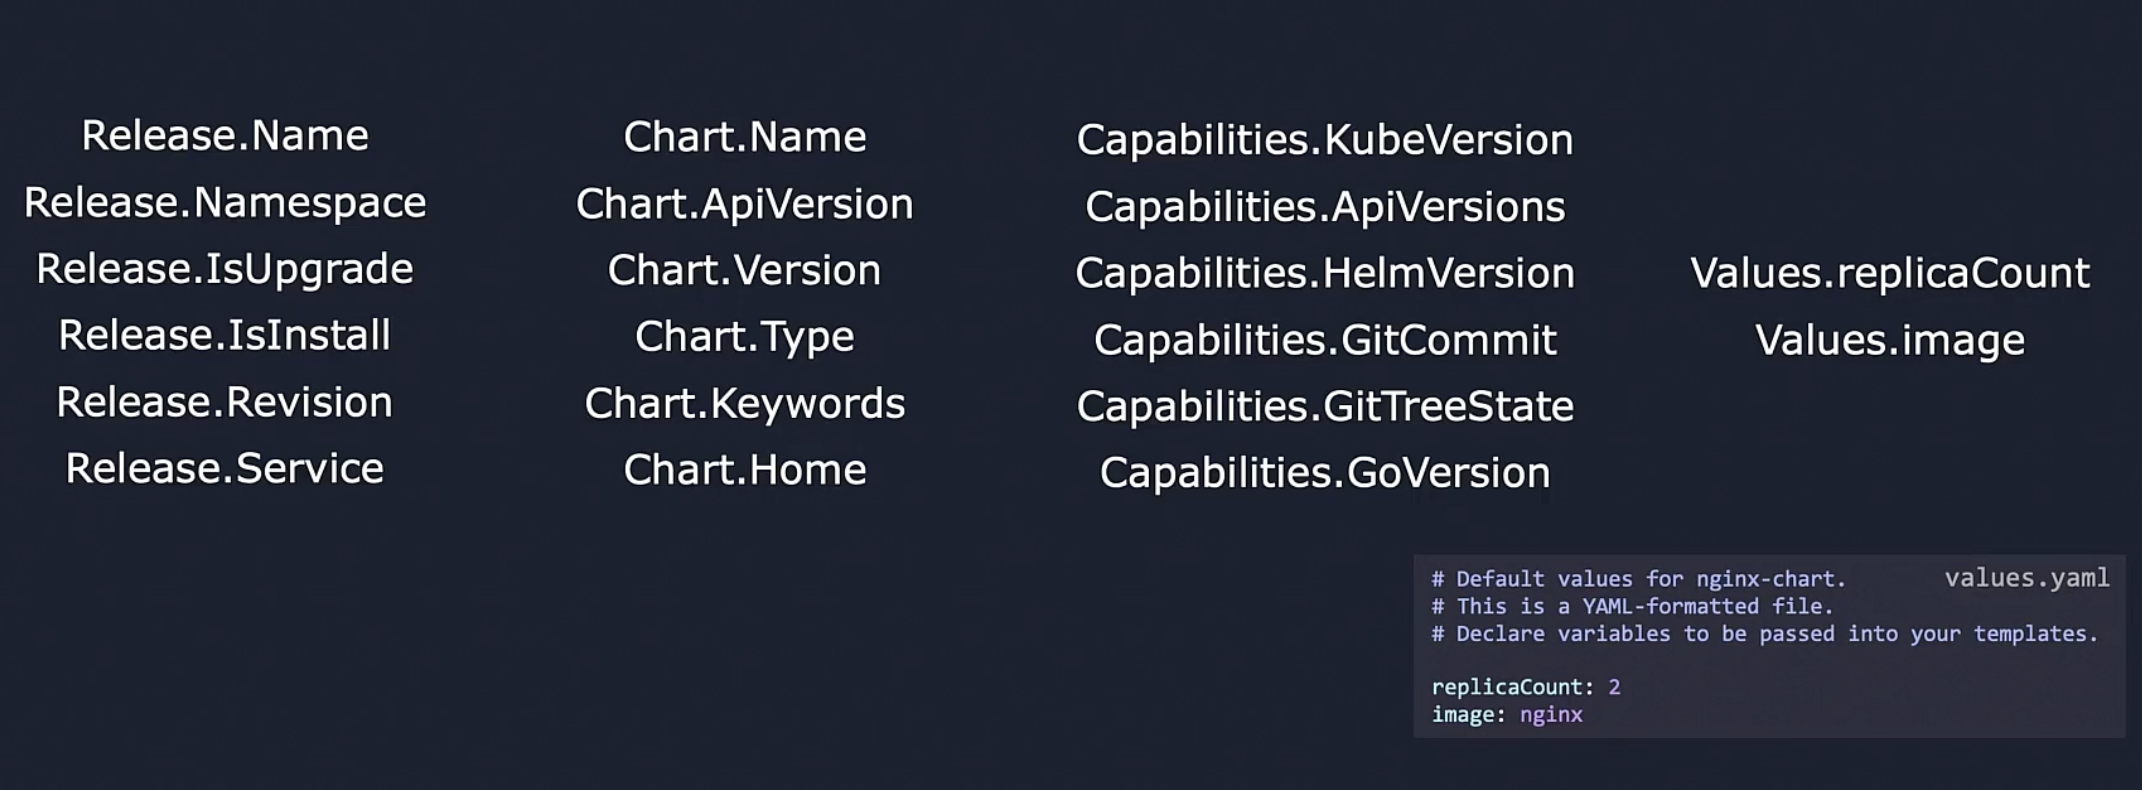 Release.Name
Release.Namespace
Release.IsUpgrade
Release.IsInstall
Release.Revision
Release.Service
Chart.Name
Chart.ApiVersion
Chart.Version
Chart.Type
Chart.Keywords
Chart.Home
Capabilities.KubeVersion
Capabilities.ApiVersions
Capabilities.HelmVersion
Capabilities.GitCommit
Capabilities.GitTreeState
Capabilities.GoVersion
Values.replicaCount
Values.image
values.yaml
# Default values for nginx-chart.
# This is a YAML-formatted file.
# Declare variables to be passed into your templates.
replicaCount: 2
image: nginx